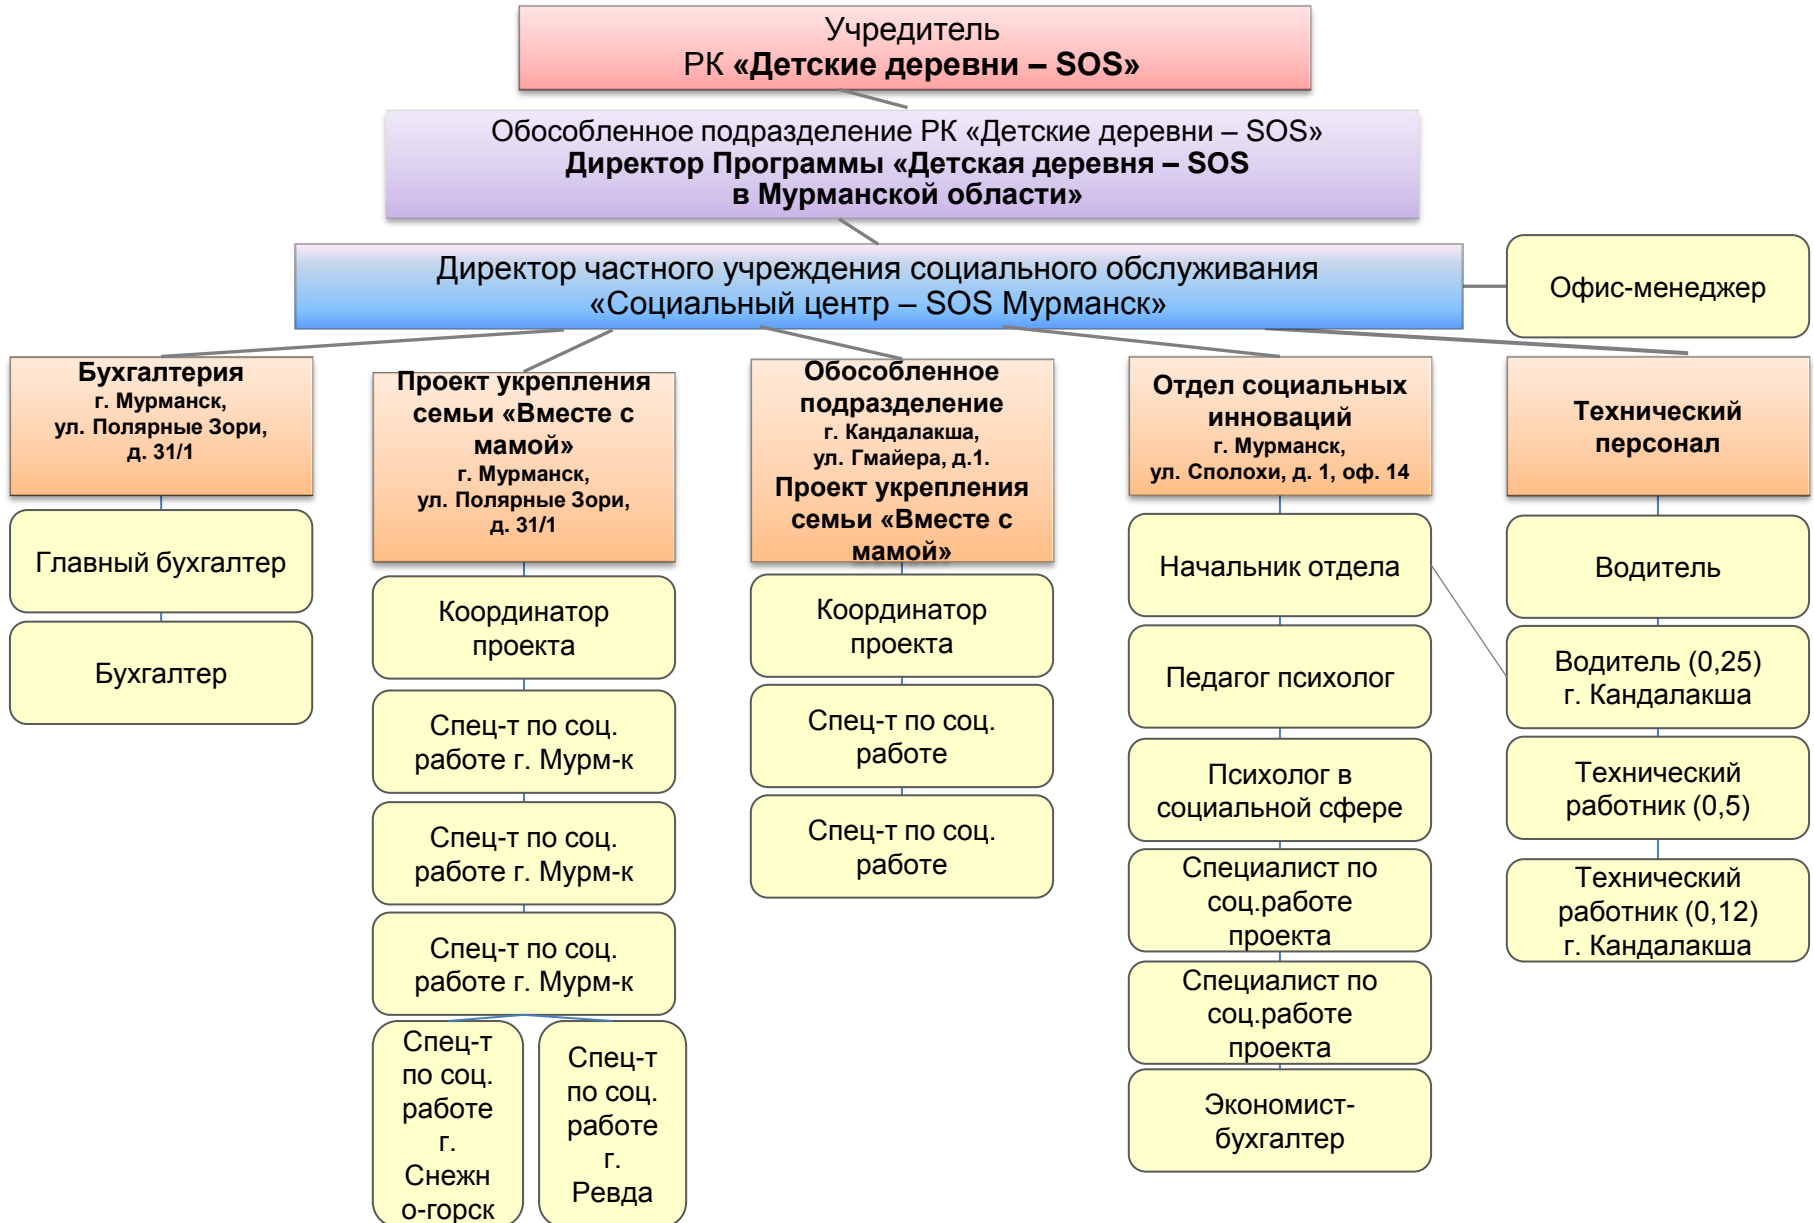 Учредитель
РК «Детские деревни – SOS»
Обособленное подразделение РК «Детские деревни – SOS»
Директор Программы «Детская деревня – SOS
в Мурманской области»
Директор частного учреждения социального обслуживания
«Социальный центр – SOS Мурманск»
Офис-менеджер
Бухгалтерия
г. Мурманск,
ул. Полярные Зори,
д. 31/1
Главный бухгалтер
Бухгалтер
Проект укрепления
семьи «Вместе с
мамой»
г. Мурманск,
ул. Полярные Зори,
д. 31/1
Координатор
проекта
Спец-т по соц.
работе г. Мурм-к
Спец-т по соц.
работе г. Мурм-к
Спец-т по соц.
работе г. Мурм-к
Спец-т
по соц.
работе
г.
Снежн
о-горск
Спец-т
по соц.
работе
г.
Ревда
Обособленное
подразделение
г. Кандалакша,
ул. Гмайера, д.1.
Проект укрепления
семьи «Вместе с
мамой»
Координатор
проекта
Спец-т по соц.
работе
Спец-т по соц.
работе
Отдел социальных
инноваций
г. Мурманск,
ул. Сполохи, д. 1, оф. 14
Начальник отдела
Педагог психолог
Психолог в
социальной сфере
Специалист по
соц.работе
проекта
Специалист по
соц.работе
проекта
Экономист-
бухгалтер
Технический
персонал
Водитель
Водитель (0,25)
г. Кандалакша
Технический
работник (0,5)
Технический
работник (0,12)
г. Кандалакша